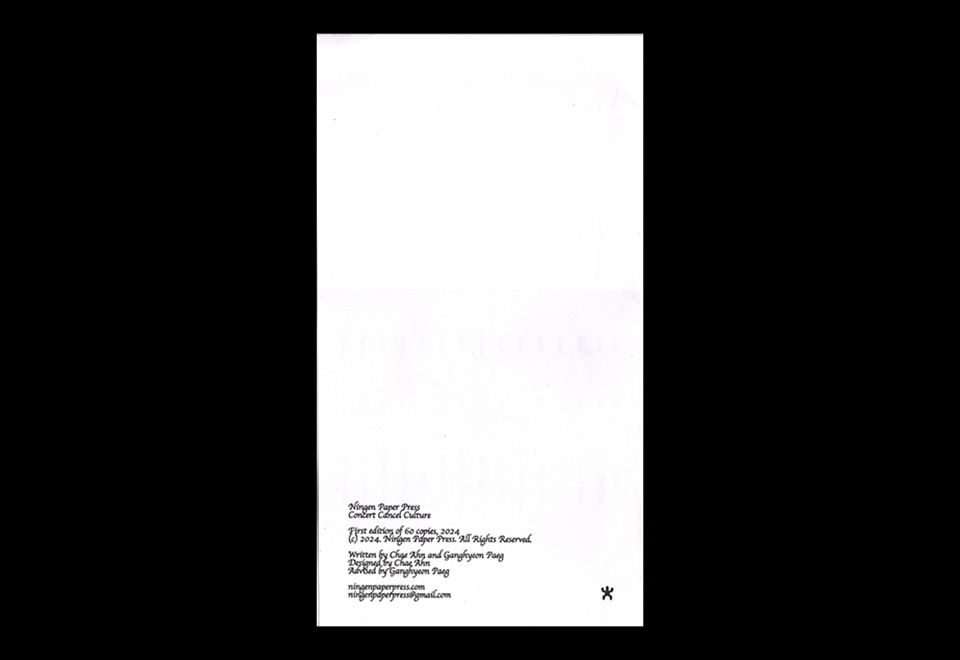 Ningen Paper Press
Concert Cancel Culture
First edition of 60 copies, 2024
(c) 2024. Ningen Paper Press. All Rights Reserved.
Written by Chae Ahn and Ganghyeon Paeg
Designed by Chae Ahn
Advised by Ganghyeon Paeg
ningenpaperpress.com
ningenpaperpress@gmail.com